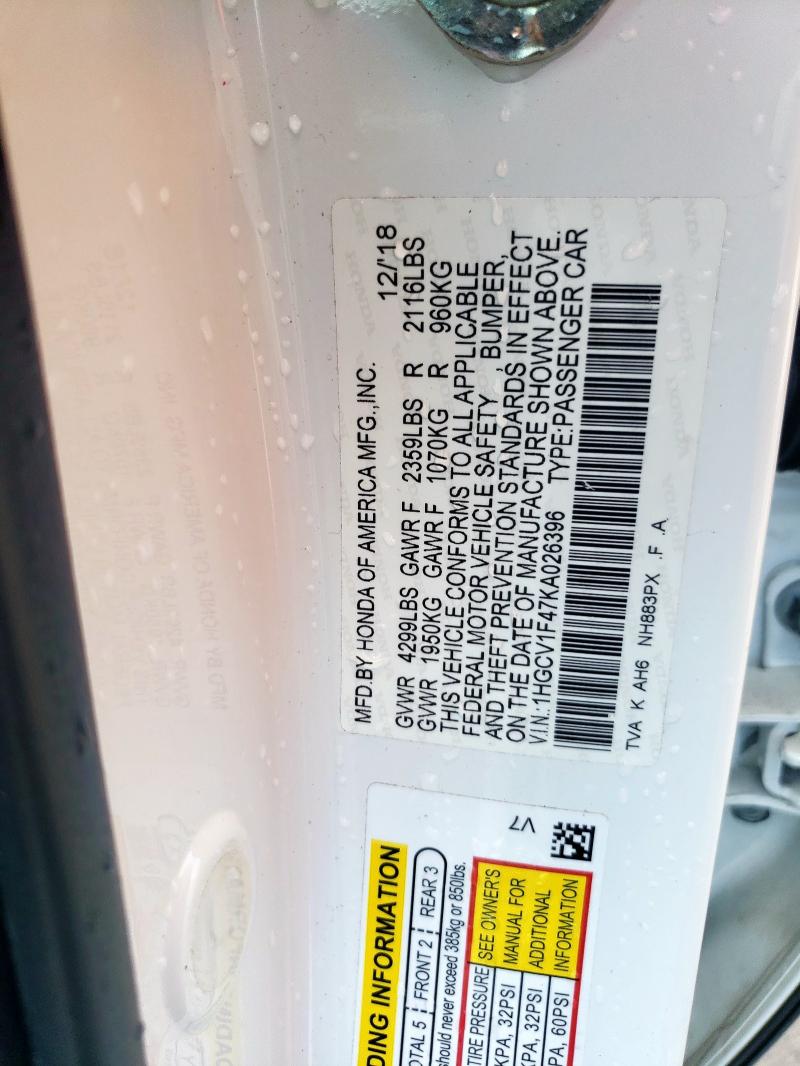 MFD.BY HONDA OF AMERICA MFG.,INC. 12/'18
GVWR 4299LBS GAWR F 2359LBS R 2116LBS
GVWR 1950KG GAWR F 1070KG R 960KG
THIS VEHICLE CONFORMS TO ALL APPLICABLE
FEDERAL MOTOR VEHICLE SAFETY , BUMPER,
AND THEFT PREVENTION STANDARDS IN EFFECT
ON THE DATE OF MANUFACTURE SHOWN ABOVE.
V.I.N.:1HGCV1F47KA026396 TYPE:PASSENGER CAR
TVA K AH6 NH883PX .F .A
DING INFORMATION
OTAL 5 FRONT 2 REAR 3
should never exceed 385kg or 850lbs.
TIRE PRESSURE SEE OWNER'S
KPA, 32PSI MANUAL FOR
KPA, 32PSI ADDITIONAL
PA, 60PSI INFORMATION